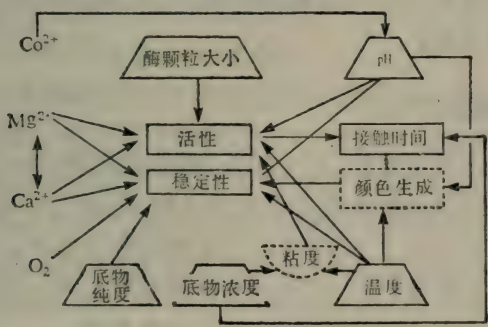 Co²⁺
酶颗粒大小
pH
Mg²⁺
活性
接触时间
稳定性
颜色生成
Ca²⁺
O₂
底物
纯度
底物浓度
粘度
温度